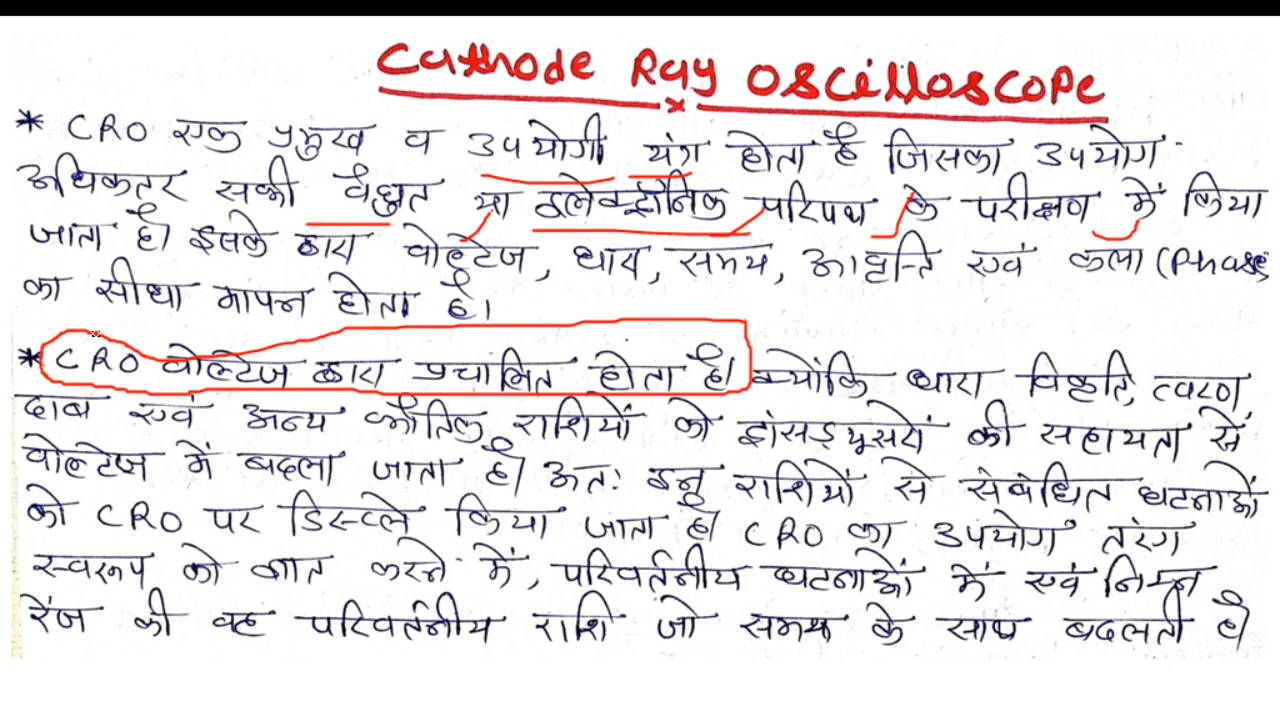 Cathode Ray Oscilloscope
* CRO एक प्रमुख व उपयोगी यंत्र होता है जिसका उपयोग
अधिकतर सभी वैद्युत या इलेक्ट्रॉनिक परिपथ के परीक्षण में किया
जाता है। इसके द्वारा वोल्टेज, धारा, समय, आवृत्ति एवं कला (Phase)
का सीधा मापन होता है।
* CRO वोल्टेज द्वारा प्रचालित होता है। क्योंकि धारा विकृति, त्वरण,
दाब एवं अन्य भौतिक राशियों को ट्रांसड्यूसरों की सहायता से
वोल्टेज में बदला जाता है। अतः इन राशियों से संबंधित घटनाओं
को CRO पर डिस्प्ले किया जाता है। CRO का उपयोग तरंग
स्वरूप को ज्ञात करने में, परिवर्तनीय घटनाओं में एवं निम्न
रेंज की वह परिवर्तनीय राशि जो समय के साथ बदलती है।